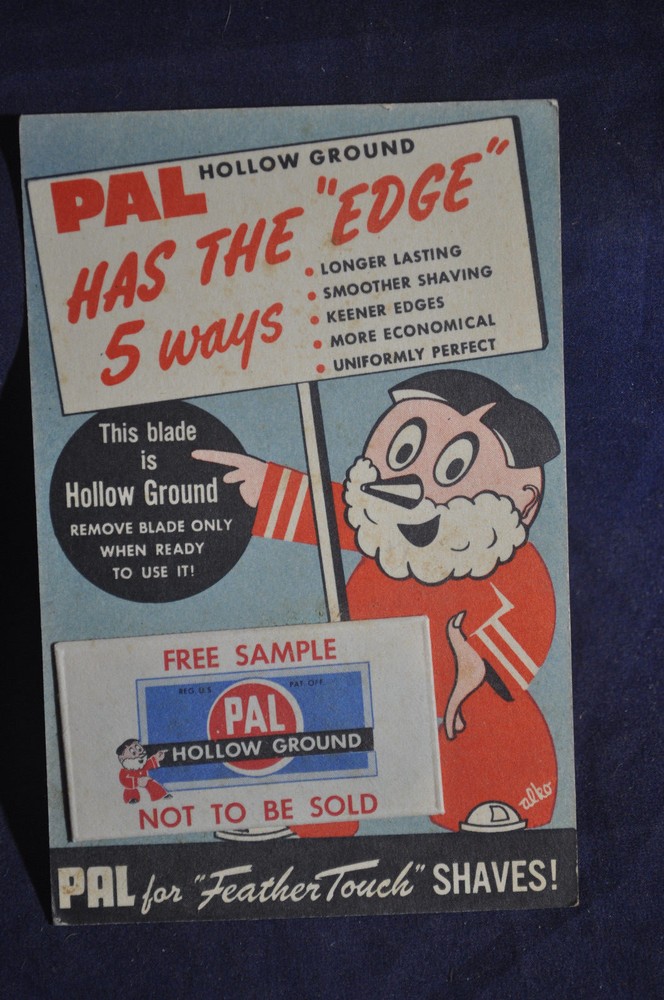 PAL HOLLOW GROUND
HAS THE "EDGE"
5 ways
• LONGER LASTING
• SMOOTHER SHAVING
• KEENER EDGES
• MORE ECONOMICAL
• UNIFORMLY PERFECT
This blade
is
Hollow Ground
REMOVE BLADE ONLY
WHEN READY
TO USE IT!
FREE SAMPLE
REG. U.S. PAT. OFF.
PAL
HOLLOW GROUND
NOT TO BE SOLD
alko
PAL for "Feather Touch" SHAVES!